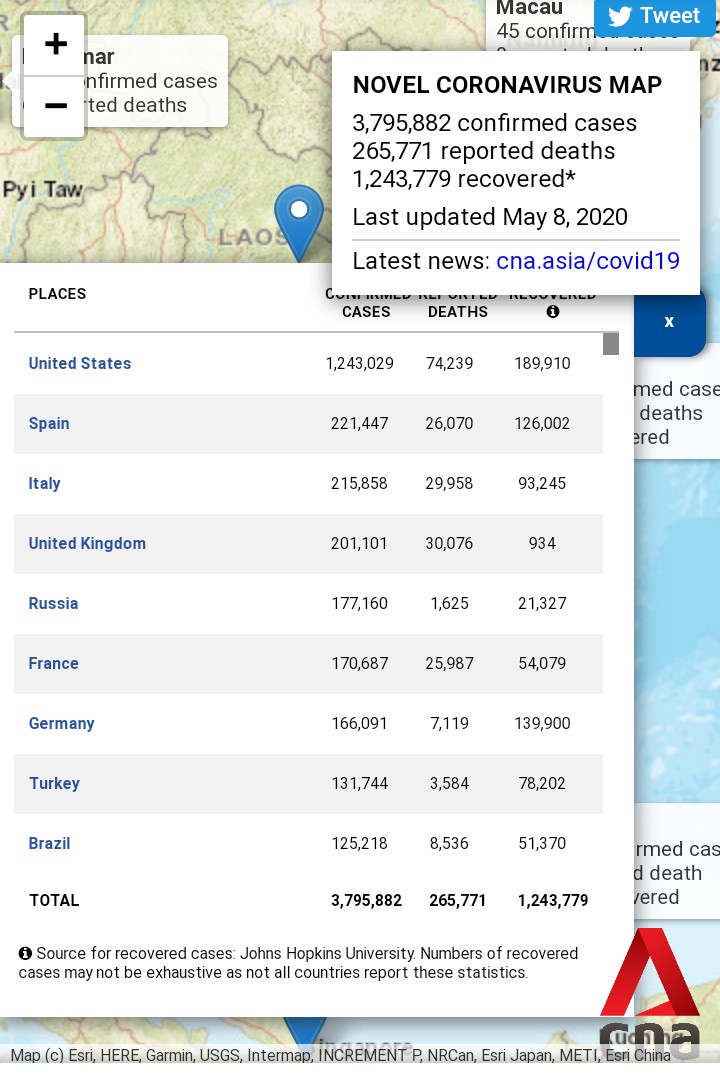 Macau
Tweet
45 confirmed cases
+
mar
nfirmed cases
rted deaths
−
NOVEL CORONAVIRUS MAP
3,795,882 confirmed cases
265,771 reported deaths
1,243,779 recovered*
Last updated May 8, 2020
Latest news: cna.asia/covid19
Pyi Taw
LAOS
PLACES CONFIRMED REPORTED RECOVERED
CASES DEATHS
x
United States 1,243,029 74,239 189,910
Spain 221,447 26,070 126,002
Italy 215,858 29,958 93,245
United Kingdom 201,101 30,076 934
Russia 177,160 1,625 21,327
France 170,687 25,987 54,079
Germany 166,091 7,119 139,900
Turkey 131,744 3,584 78,202
Brazil 125,218 8,536 51,370
TOTAL 3,795,882 265,771 1,243,779
Source for recovered cases: Johns Hopkins University. Numbers of recovered
cases may not be exhaustive as not all countries report these statistics.
med case
deaths
ered
rmed cas
d death
vered
cna
Map (c) Esri, HERE, Garmin, USGS, Intermap, INCREMENT P, NRCan, Esri Japan, METI, Esri China